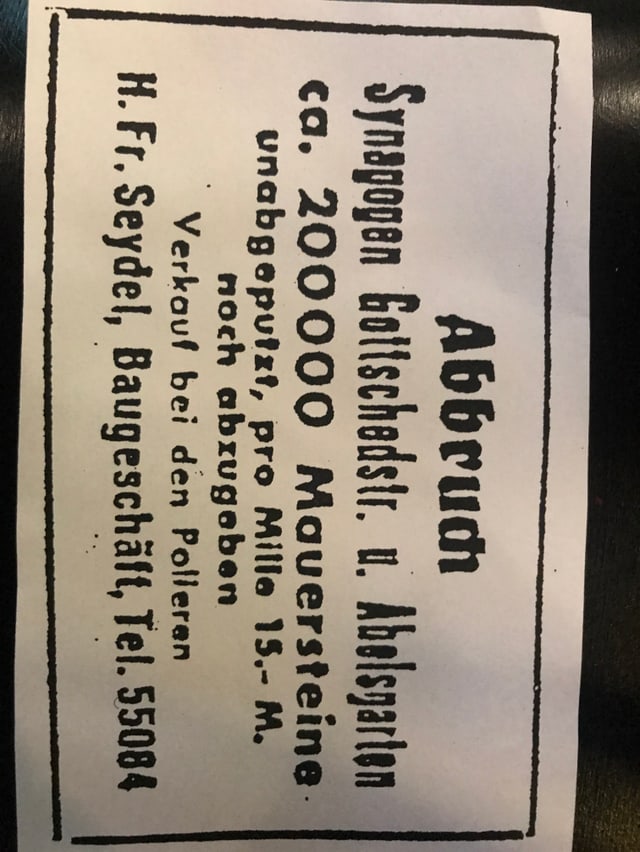 Abbruch
Synagogen Gottschedstr. u. Apelsgarten
ca. 200000 Mauersteine
unabgeputzt, pro Mille 15.- M.
noch abzugeben
Verkauf bei den Polieren
H. Fr. Seydel, Baugeschäft, Tel. 55084